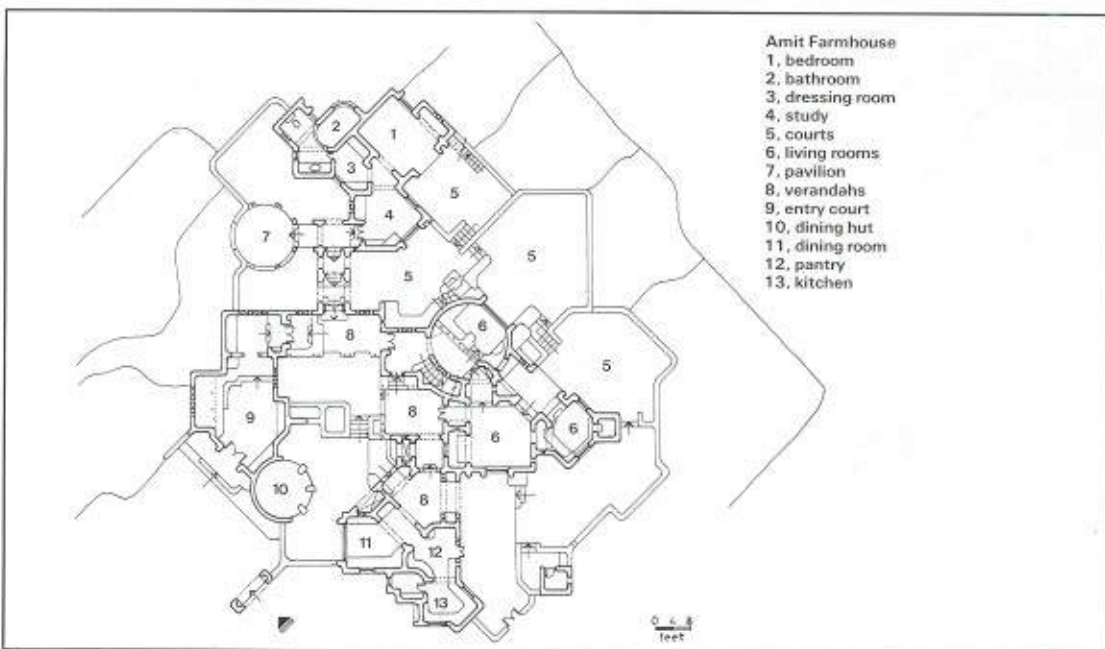 Amit Farmhouse
1, bedroom
2, bathroom
3, dressing room
4, study
5, courts
6, living rooms
7, pavilion
8, verandahs
9, entry court
10, dining hut
11, dining room
12, pantry
13, kitchen
2
1
3
5
4
7
5
5
6
8
5
8
9
6
6
10
8
11
12
13
0 4 8
feet